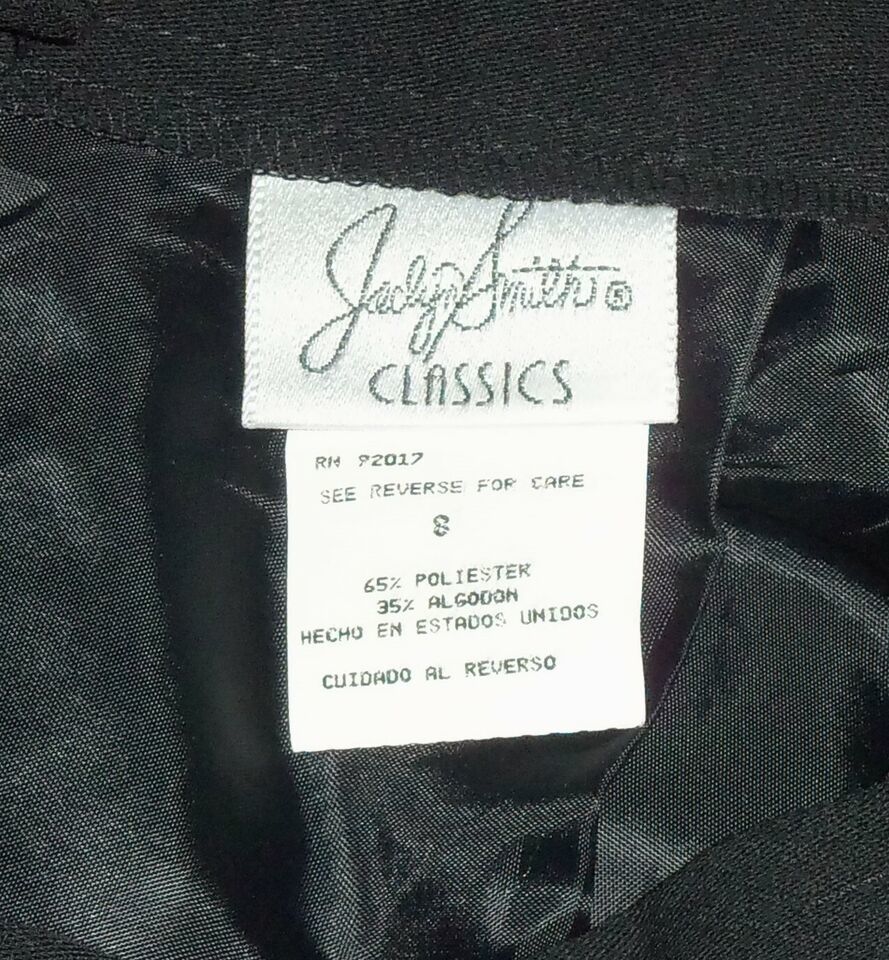 Jaclyn Smith®
CLASSICS
RN 92017
SEE REVERSE FOR CARE
8
65% POLIESTER
35% ALGODON
HECHO EN ESTADOS UNIDOS
CUIDADO AL REVERSO